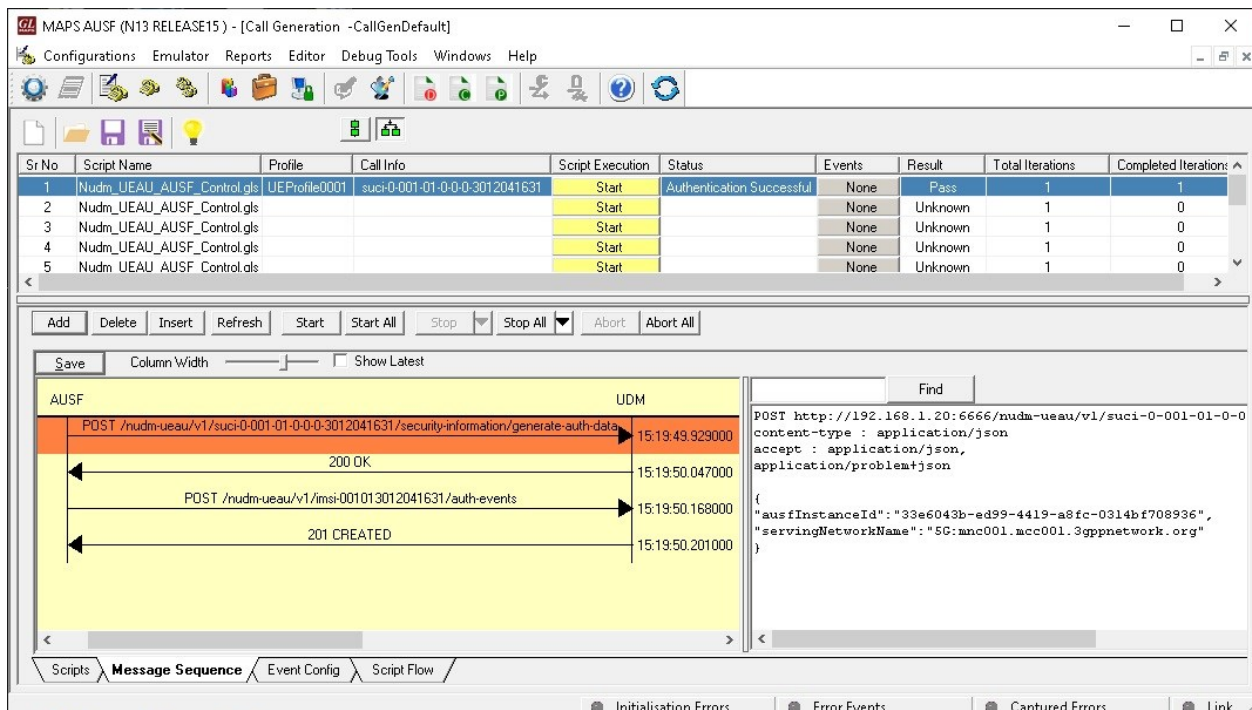 GL MAPS MAPS AUSF (N13 RELEASE15 ) - [Call Generation -CallGenDefault]
Configurations Emulator Reports Editor Debug Tools Windows Help
Sr No Script Name Profile Call Info Script Execution Status Events Result Total Iterations Completed Iterations
1 Nudm_UEAU_AUSF_Control.gls UEProfile0001 suci-0-001-01-0-0-0-3012041631 Start Authentication Successful None Pass 1 1
2 Nudm_UEAU_AUSF_Control.gls Start None Unknown 1 0
3 Nudm_UEAU_AUSF_Control.gls Start None Unknown 1 0
4 Nudm_UEAU_AUSF_Control.gls Start None Unknown 1 0
5 Nudm_UEAU_AUSF_Control.gls Start None Unknown 1 0
Add Delete Insert Refresh Start Start All Stop Stop All Abort Abort All
Save Column Width Show Latest
AUSF UDM
POST /nudm-ueau/v1/suci-0-001-01-0-0-0-3012041631/security-information/generate-auth-data
15:19:49.929000
200 OK
15:19:50.047000
POST /nudm-ueau/v1/imsi-001013012041631/auth-events
15:19:50.168000
201 CREATED
15:19:50.201000
Find
POST http://192.168.1.20:6666/nudm-ueau/v1/suci-0-001-01-0-0
content-type : application/json
accept : application/json,
application/problem+json
{
"ausfInstanceId":"33e6043b-ed99-4419-a8fc-0314bf708936",
"servingNetworkName":"5G:mnc001.mcc001.3gppnetwork.org"
}
Scripts Message Sequence Event Config Script Flow
Initialisation Errors Error Events Captured Errors Link